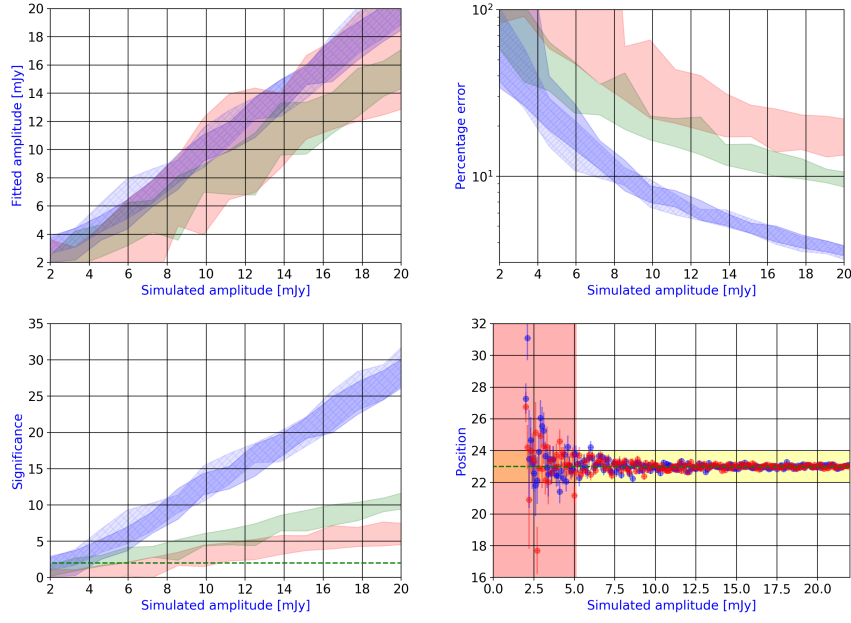 20
18
16
14
12
10
8
6
4
2
Fitted amplitude [mJy]
2 4 6 8 10 12 14 16 18 20
Simulated amplitude [mJy]
10²
10¹
Percentage error
2 4 6 8 10 12 14 16 18 20
Simulated amplitude [mJy]
35
30
25
20
15
10
5
0
Significance
2 4 6 8 10 12 14 16 18 20
Simulated amplitude [mJy]
32
30
28
26
24
22
20
18
16
Position
0.0 2.5 5.0 7.5 10.0 12.5 15.0 17.5 20.0
Simulated amplitude [mJy]